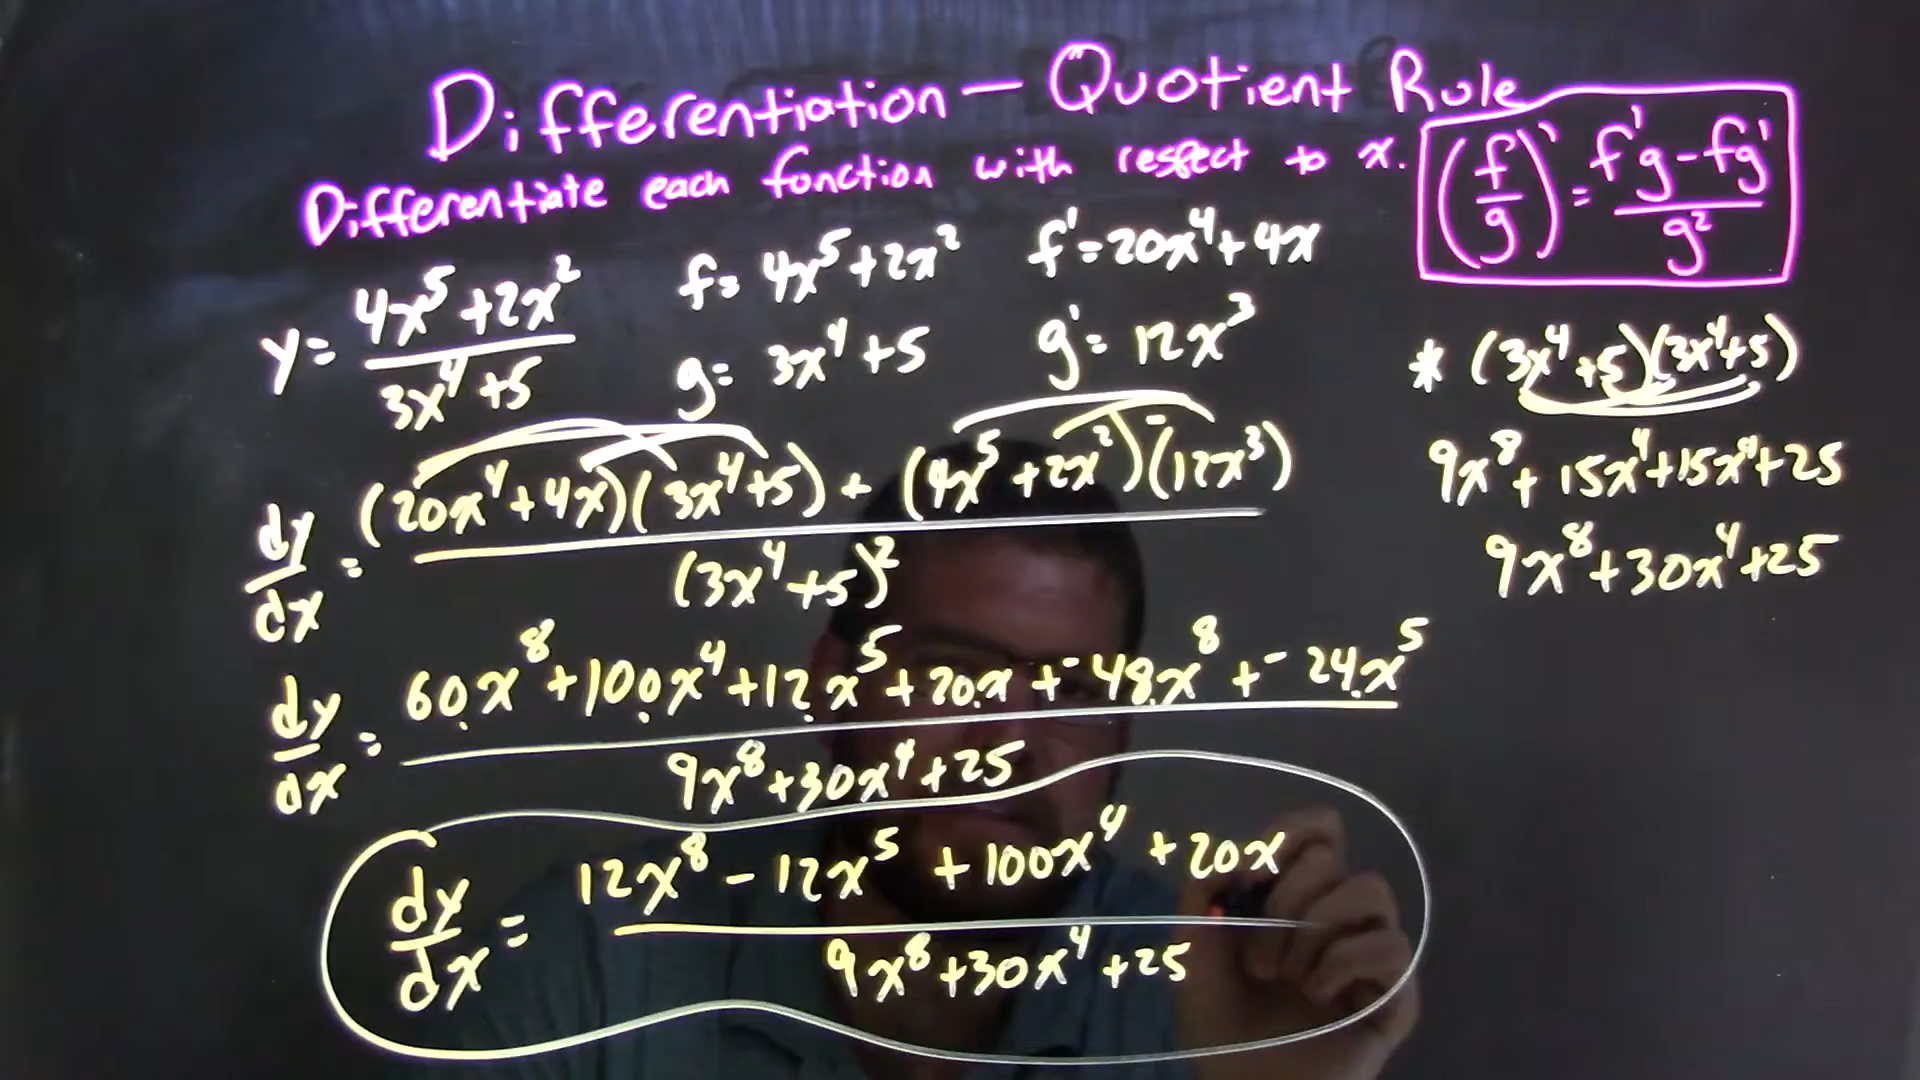 Differentiation — Quotient Rule
Differentiate each function with respect to x.
(f/g)' = (f'g - fg')/g²
y = (4x⁵+2x²)/(3x⁴+5)
f = 4x⁵+2x²
f' = 20x⁴+4x
g = 3x⁴+5
g' = 12x³
* (3x⁴+5)(3x⁴+5)
9x⁸+15x⁴+15x⁴+25
9x⁸+30x⁴+25
dy/dx = ((20x⁴+4x)(3x⁴+5) + (4x⁵+2x²)(⁻12x³))/(3x⁴+5)²
dy/dx = (60x⁸+100x⁴+12x⁵+20x+⁻48x⁸+⁻24x⁵)/(9x⁸+30x⁴+25)
dy/dx = (12x⁸-12x⁵+100x⁴+20x)/(9x⁸+30x⁴+25)